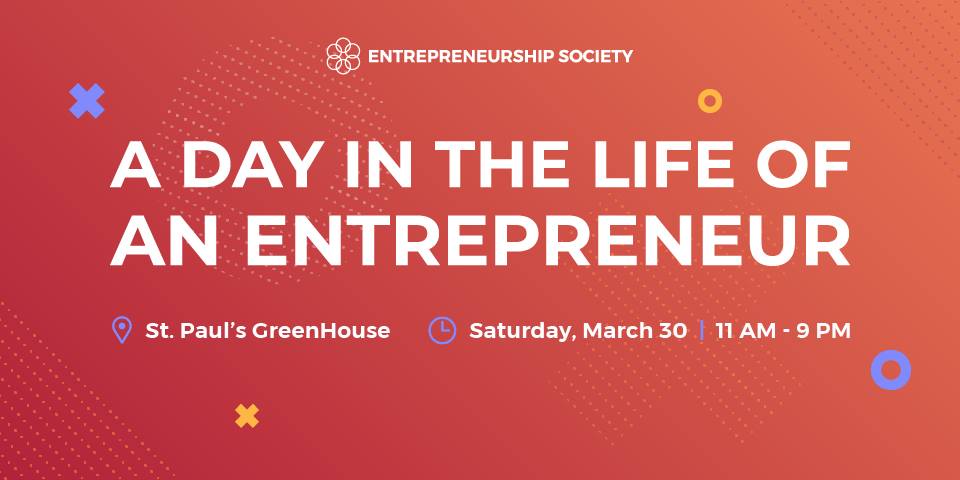 ENTREPRENEURSHIP SOCIETY
A DAY IN THE LIFE OF
AN ENTREPRENEUR
St. Paul’s GreenHouse
Saturday, March 30 | 11 AM - 9 PM